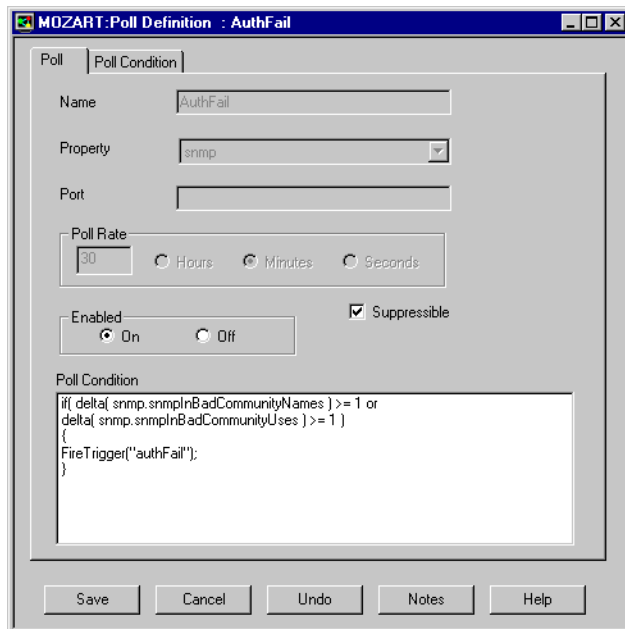 MOZART:Poll Definition : AuthFail
Poll
Poll Condition
Name
AuthFail
Property
snmp
Port
Poll Rate
30
Hours
Minutes
Seconds
Enabled
On
Off
Suppressible
Poll Condition
if( delta( snmp.snmpInBadCommunityNames ) >= 1 or
delta( snmp.snmpInBadCommunityUses ) >= 1 )
{
FireTrigger("authFail");
}
Save
Cancel
Undo
Notes
Help